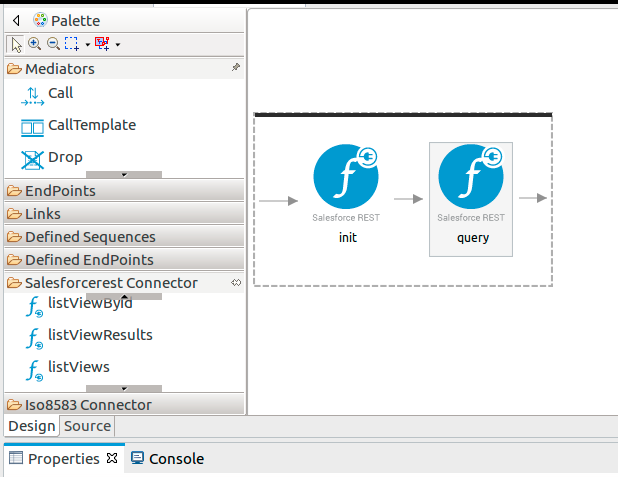 Palette
Mediators
Call
CallTemplate
Drop
EndPoints
Links
Defined Sequences
Defined EndPoints
Salesforcerest Connector
listViewById
listViewResults
listViews
Iso8583 Connector
Salesforce REST
init
Salesforce REST
query
Design Source
Properties Console